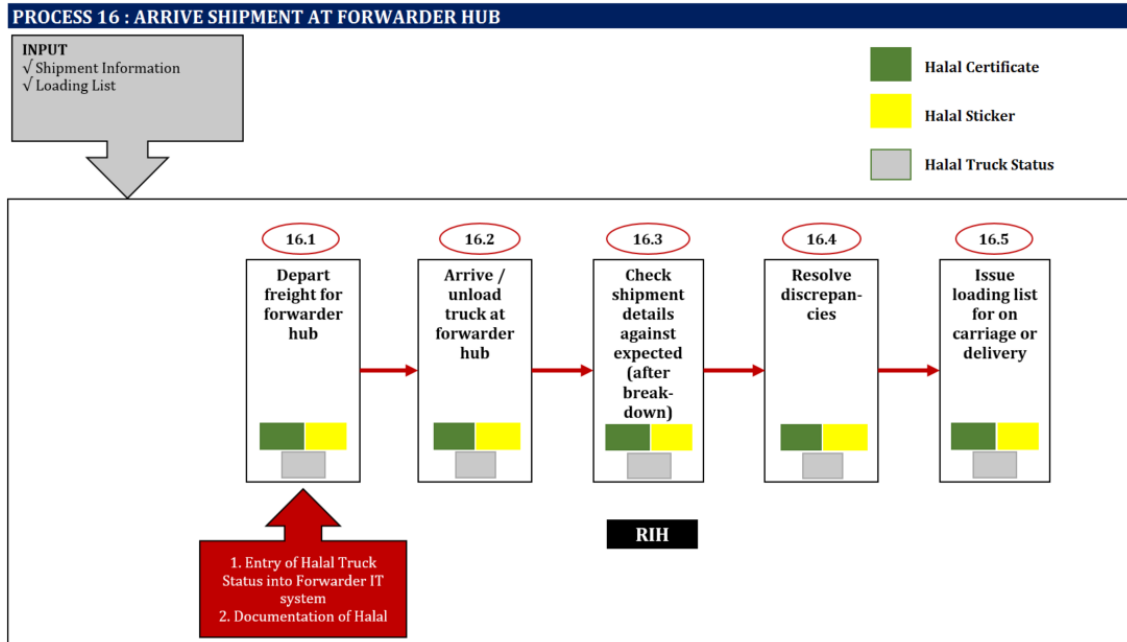 PROCESS 16 : ARRIVE SHIPMENT AT FORWARDER HUB
INPUT
√ Shipment Information
√ Loading List
Halal Certificate
Halal Sticker
Halal Truck Status
16.1
Depart
freight for
forwarder
hub
16.2
Arrive /
unload
truck at
forwarder
hub
16.3
Check
shipment
details
against
expected
(after
break-
down)
16.4
Resolve
discrepan-
cies
16.5
Issue
loading list
for on
carriage or
delivery
RIH
1. Entry of Halal Truck
Status into Forwarder IT
system
2. Documentation of Halal